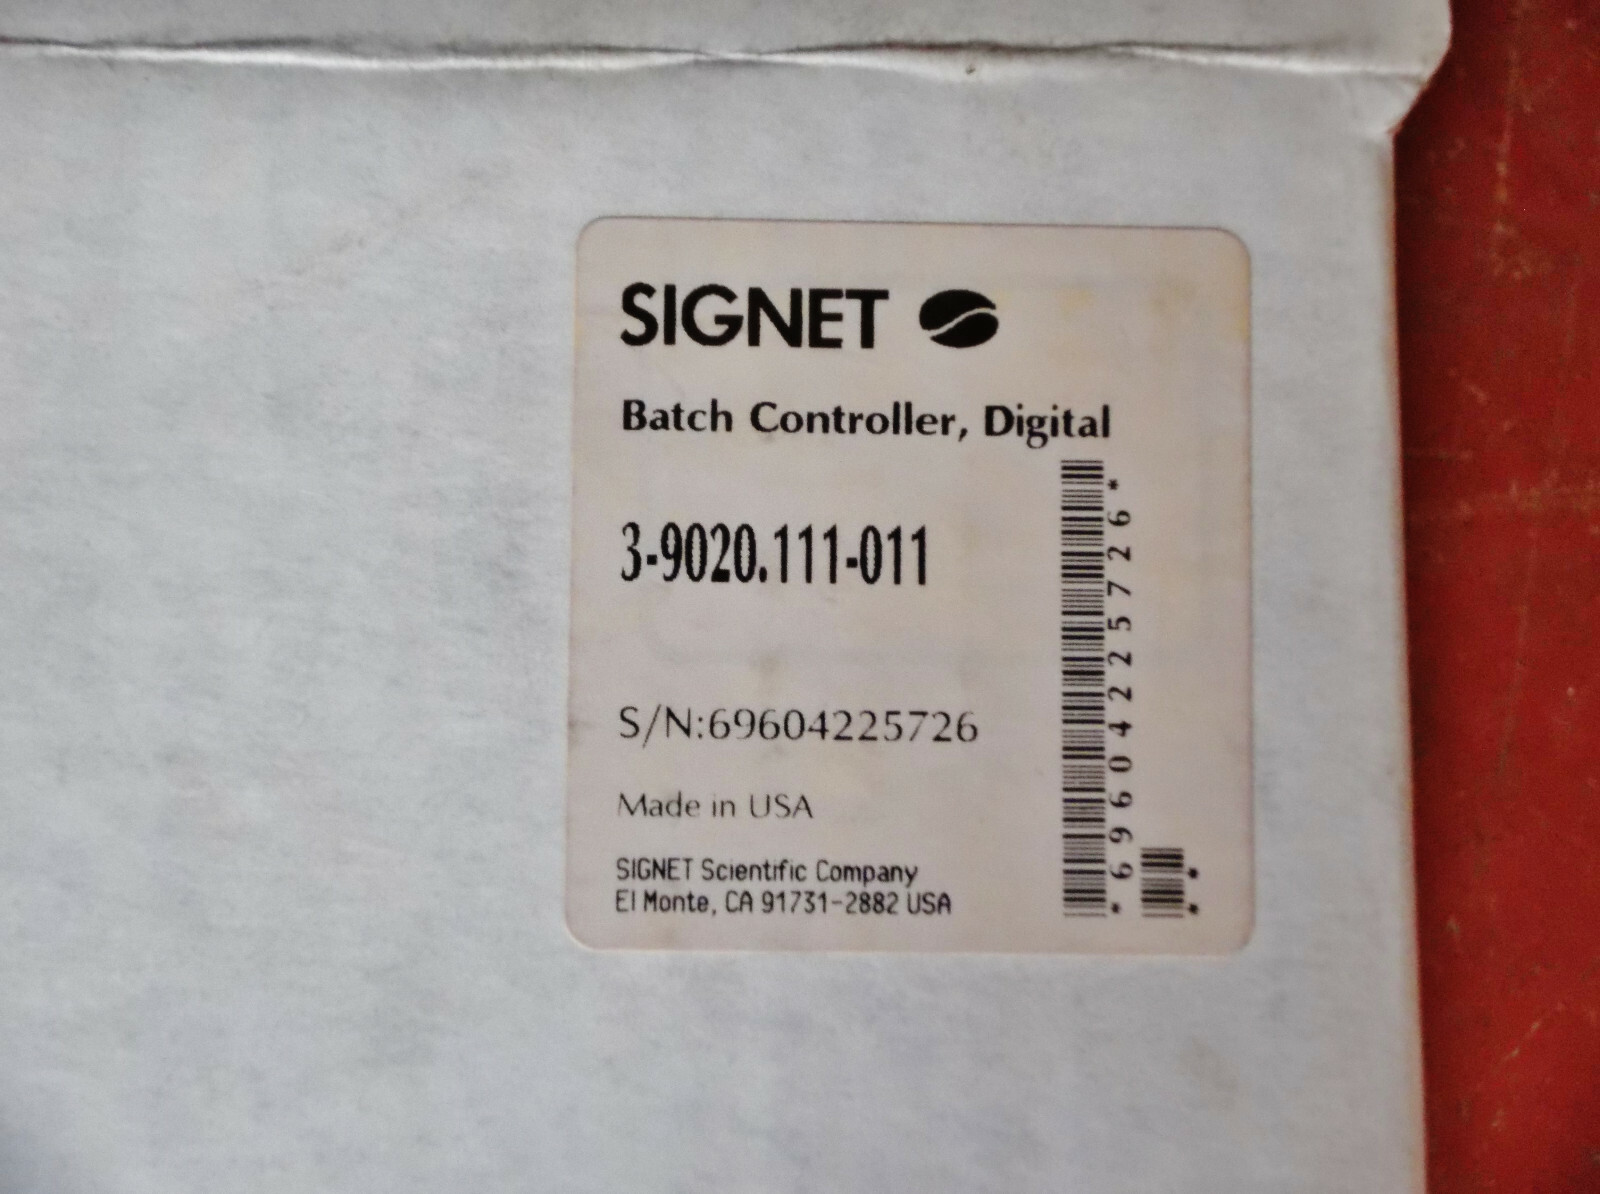 SIGNET
Batch Controller, Digital
3-9020.111-011
S/N:69604225726
Made in USA
SIGNET Scientific Company
El Monte, CA 91731-2882 USA
*69604225726*
**